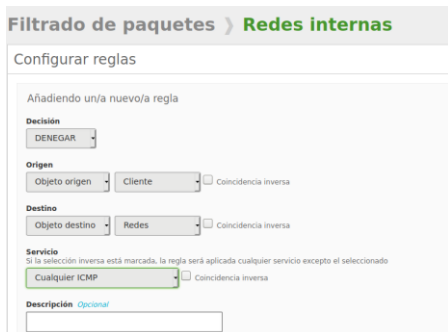 Filtrado de paquetes ⟩ Redes internas
Configurar reglas
Añadiendo un/a nuevo/a regla
Decisión
DENEGAR
Origen
Objeto origen Cliente Coincidencia inversa
Destino
Objeto destino Redes Coincidencia inversa
Servicio
Si la selección inversa está marcada, la regla será aplicada cualquier servicio excepto el seleccionado
Cualquier ICMP Coincidencia inversa
Descripción Opcional